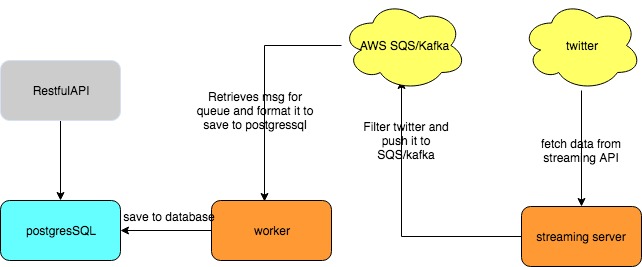 AWS SQS/Kafka
twitter
RestfulAPI
Retrieves msg for
queue and format it to
save to postgressql
Filter twitter and
push it to
SQS/kafka
fetch data from
streaming API
postgresSQL
save to database
worker
streaming server